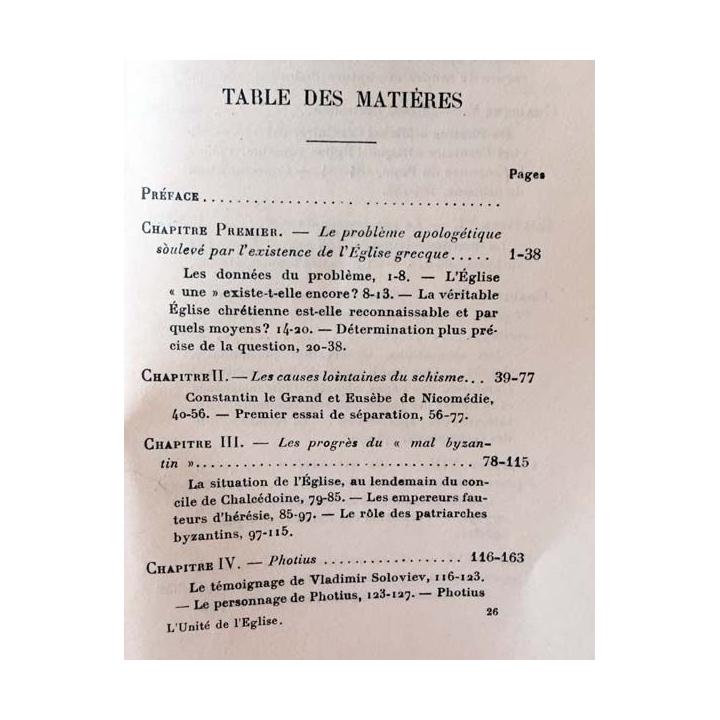 TABLE DES MATIÈRES
Pages
PRÉFACE.......... ..................
CHAPITRE PREMIER. — Le problème apologétique
soulevé par l'existence de l'Église grecque..... 1-38
Les données du problème, 1-8. — L'Église
« une » existe-t-elle encore? 8-13. — La véritable
Église chrétienne est-elle reconnaissable et par
quels moyens? 14-20. — Détermination plus pré-
cise de la question, 20-38.
CHAPITRE II. — Les causes lointaines du schisme... 39-77
Constantin le Grand et Eusèbe de Nicomédie,
40-56. — Premier essai de séparation, 56-77.
CHAPITRE III. — Les progrès du « mal byzan-
tin »................................... 78-115
La situation de l'Église, au lendemain du con-
cile de Chalcédoine, 79-85. — Les empereurs fau-
teurs d'hérésie, 85-97. — Le rôle des patriarches
byzantins, 97-115.
CHAPITRE IV. — Photius .................. 116-163
Le témoignage de Vladimir Soloviev, 116-123.
— Le personnage de Photius, 123-127. — Photius
L'Unité de l'Eglise. 26